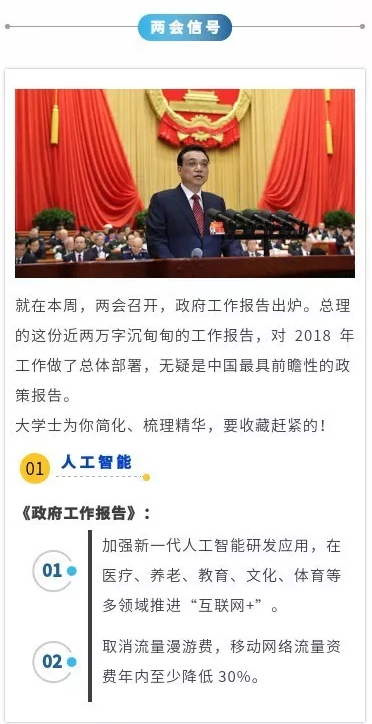 两会信号
就在本周，两会召开，政府工作报告出炉。总理
的这份近两万字沉甸甸的工作报告，对 2018 年
工作做了总体部署，无疑是中国最具前瞻性的政
策报告。
大学士为你简化、梳理精华，要收藏赶紧的！
01 人工智能
《政府工作报告》：
01
加强新一代人工智能研发应用，在
医疗、养老、教育、文化、体育等
多领域推进“互联网+”。
02
取消流量漫游费，移动网络流量资
费年内至少降低 30%。